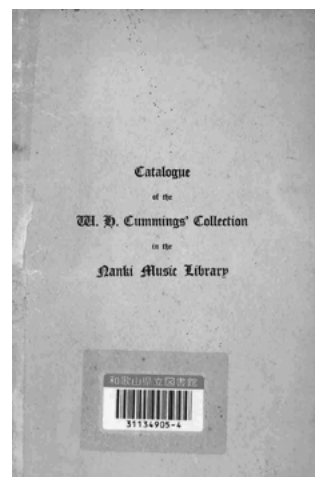 Catalogue
of the
W. H. Cummings' Collection
in the
Nanki Music Library
和歌山県立図書館
31134905-4